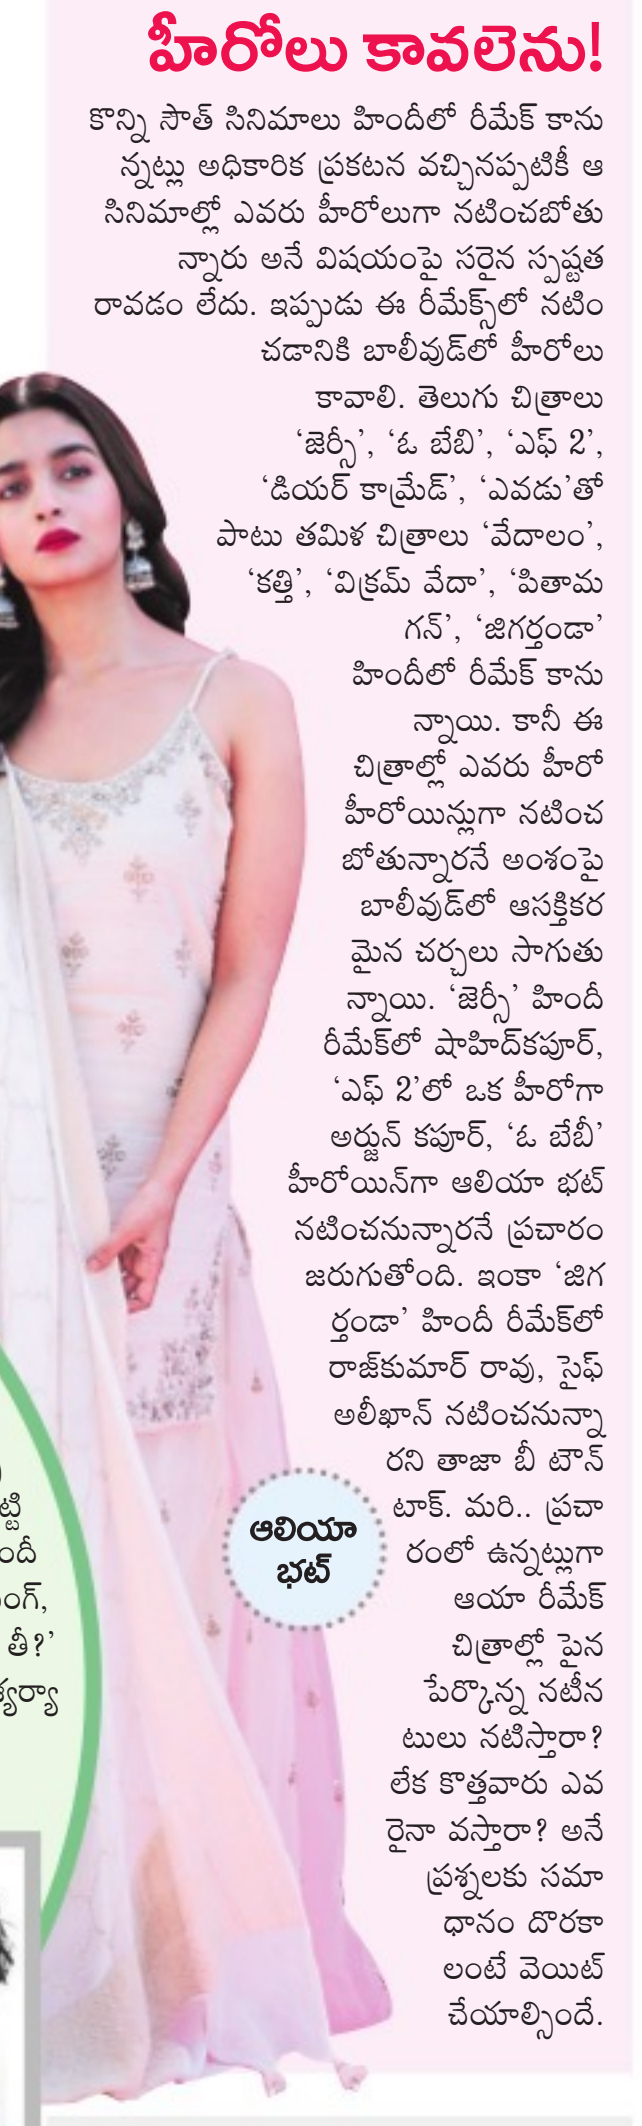 హీరోలు కావలెను!
కొన్ని సౌత్ సినిమాలు హిందీలో రీమేక్ కాను
న్నట్లు అధికారిక ప్రకటన వచ్చినప్పటికీ ఆ
సినిమాల్లో ఎవరు హీరోలుగా నటించబోతు
న్నారు అనే విషయంపై సరైన స్పష్టత
రావడం లేదు. ఇప్పుడు ఈ రీమేక్స్‌లో నటిం
చడానికి బాలీవుడ్‌లో హీరోలు
కావాలి. తెలుగు చిత్రాలు
‘జెర్సీ’, ‘ఓ బేబి’, ‘ఎఫ్ 2’,
‘డియర్ కామ్రేడ్’, ‘ఎవడు’తో
పాటు తమిళ చిత్రాలు ‘వేదాలం’,
‘కత్తి’, ‘విక్రమ్ వేదా’, ‘పితామ
గన్’, ‘జిగర్తండా’
హిందీలో రీమేక్ కాను
న్నాయి. కానీ ఈ
చిత్రాల్లో ఎవరు హీరో
హీరోయిన్లుగా నటించ
బోతున్నారనే అంశంపై
బాలీవుడ్‌లో ఆసక్తికర
మైన చర్చలు సాగుతు
న్నాయి. ‘జెర్సీ’ హిందీ
రీమేక్‌లో షాహిద్‌కపూర్,
‘ఎఫ్ 2’లో ఒక హీరోగా
అర్జున్ కపూర్, ‘ఓ బేబీ’
హీరోయిన్‌గా ఆలియా భట్
నటించనున్నారనే ప్రచారం
జరుగుతోంది. ఇంకా ‘జిగ
ర్తండా’ హిందీ రీమేక్‌లో
రాజ్‌కుమార్ రావు, సైఫ్
అలీఖాన్ నటించనున్నా
రని తాజా బీ టౌన్
టాక్. మరి.. ప్రచా
రంలో ఉన్నట్లుగా
ఆయా రీమేక్
చిత్రాల్లో పైన
పేర్కొన్న నటీన
టులు నటిస్తారా?
లేక కొత్తవారు ఎవ
రైనా వస్తారా? అనే
ప్రశ్నలకు సమా
ధానం దొరకా
లంటే వెయిట్
చేయాల్సిందే.
ఆలియా
భట్
తీ?’